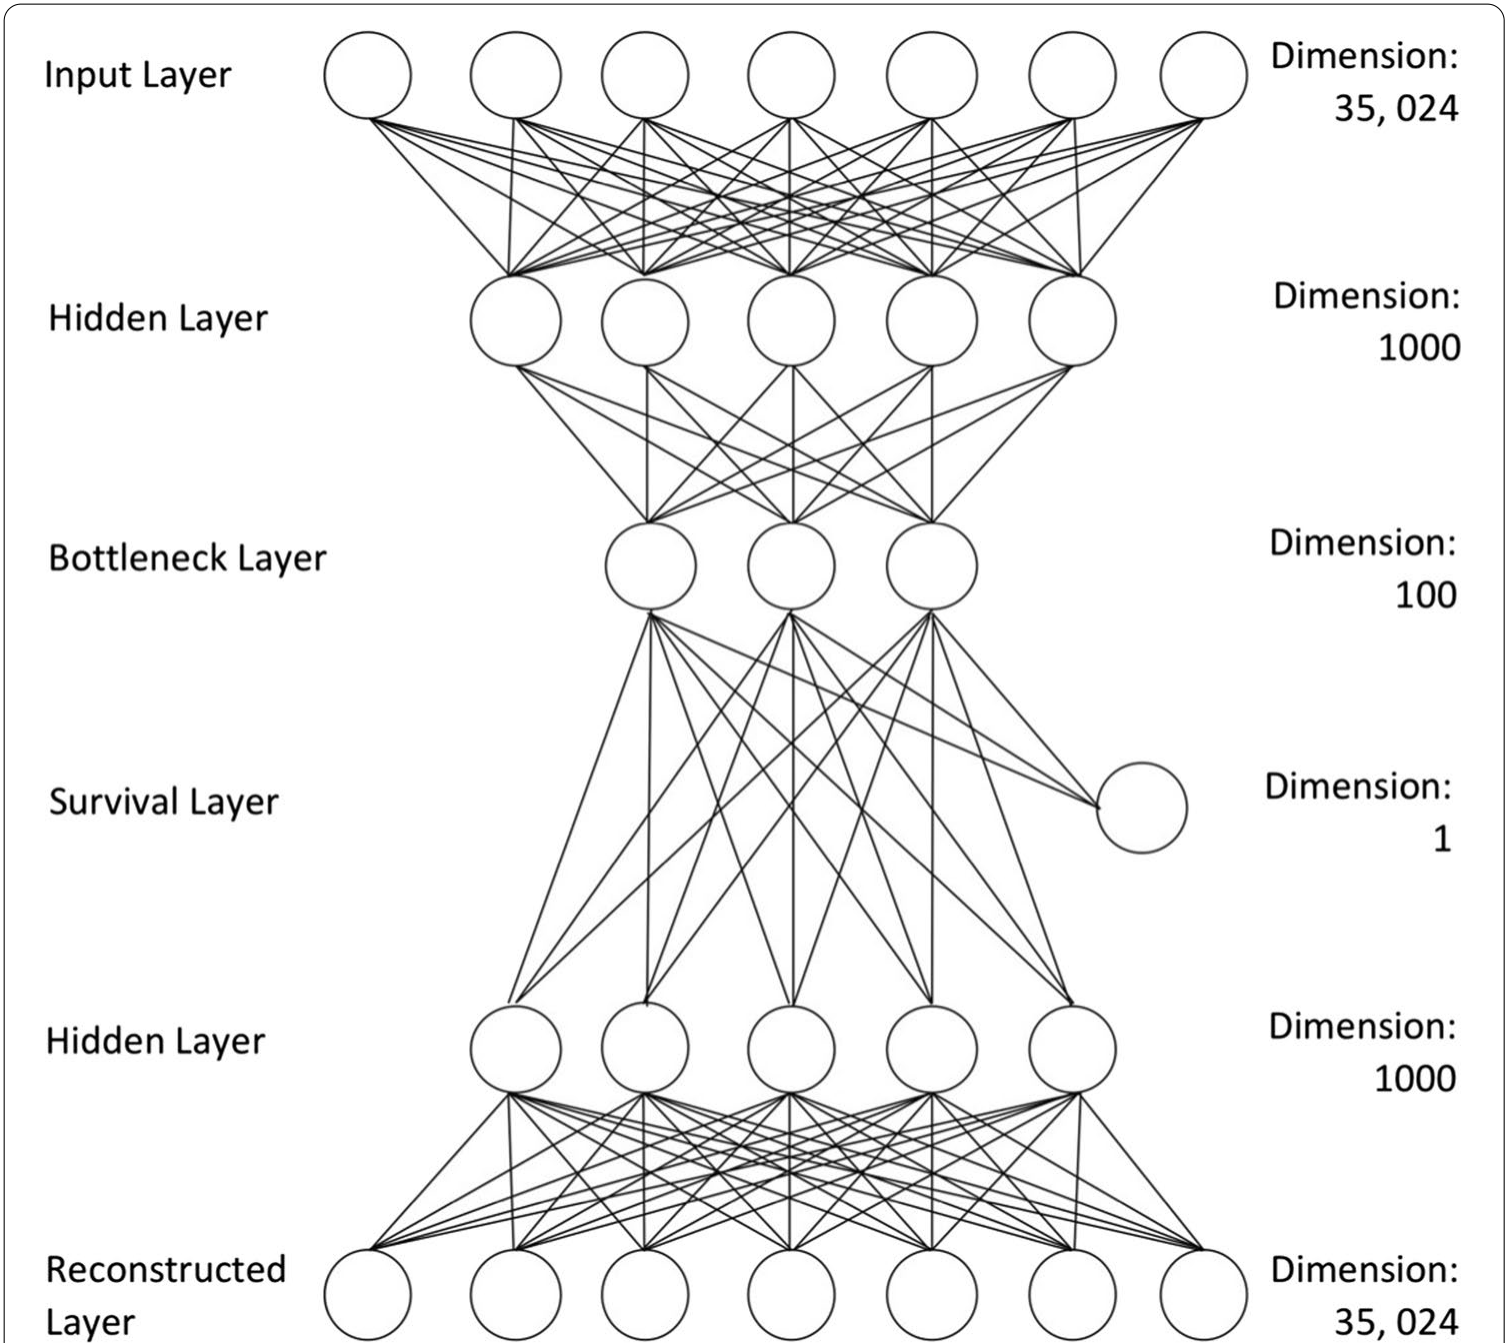 Input Layer
Dimension:
35, 024
Hidden Layer
Dimension:
1000
Bottleneck Layer
Dimension:
100
Survival Layer
Dimension:
1
Hidden Layer
Dimension:
1000
Reconstructed
Layer
Dimension:
35, 024